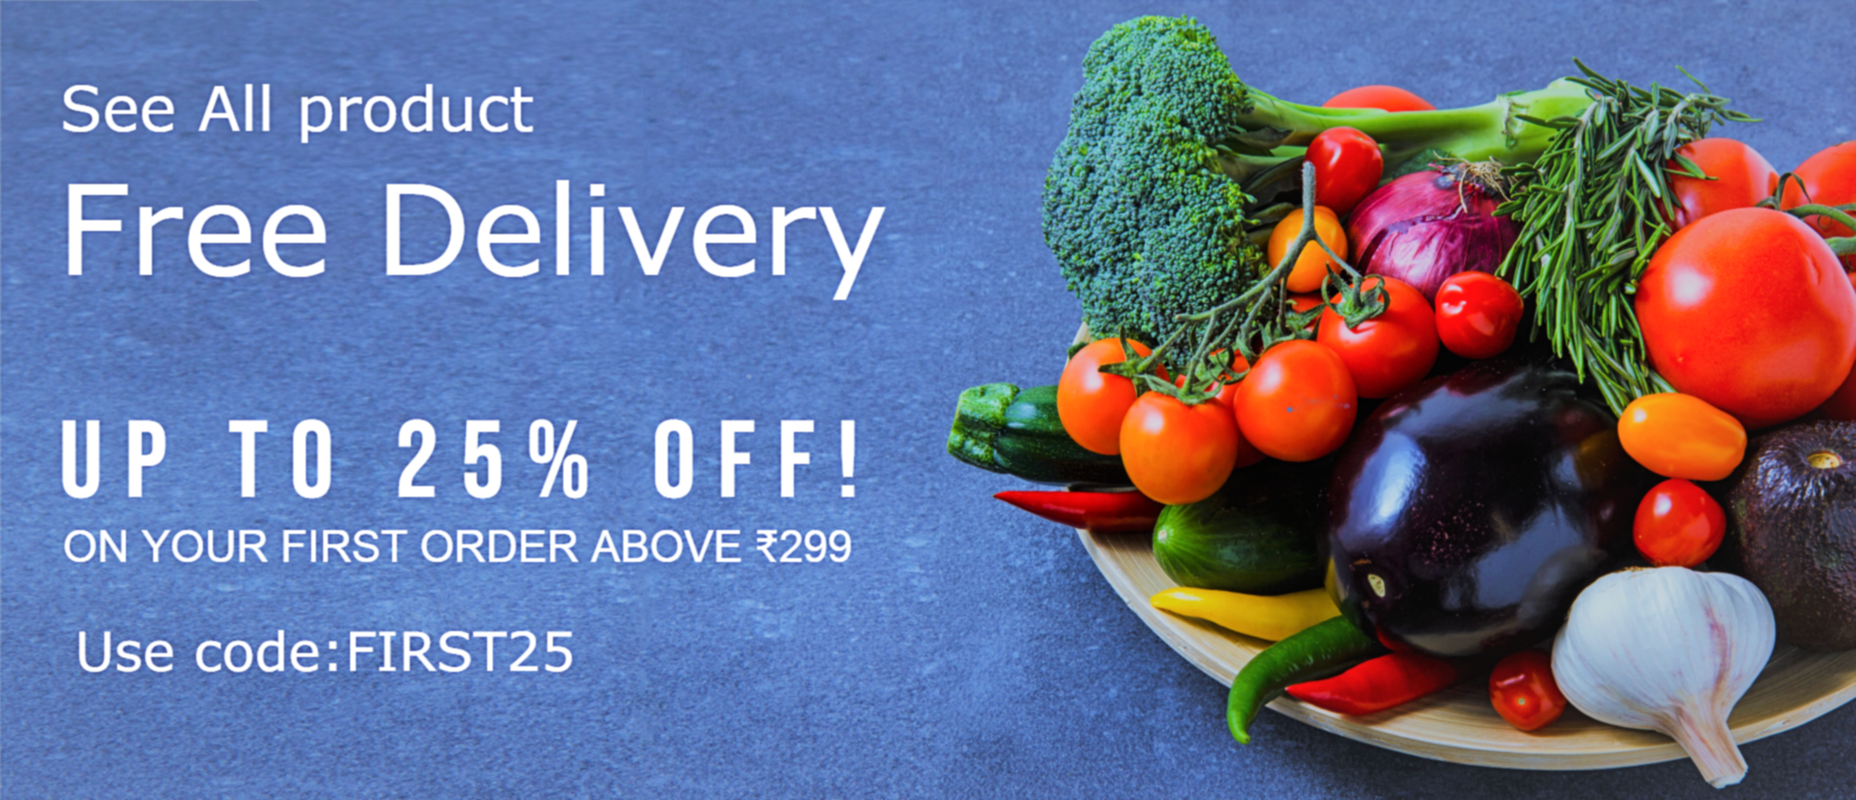 See All product
Free Delivery
UP TO 25% OFF!
ON YOUR FIRST ORDER ABOVE ₹299
Use code:FIRST25